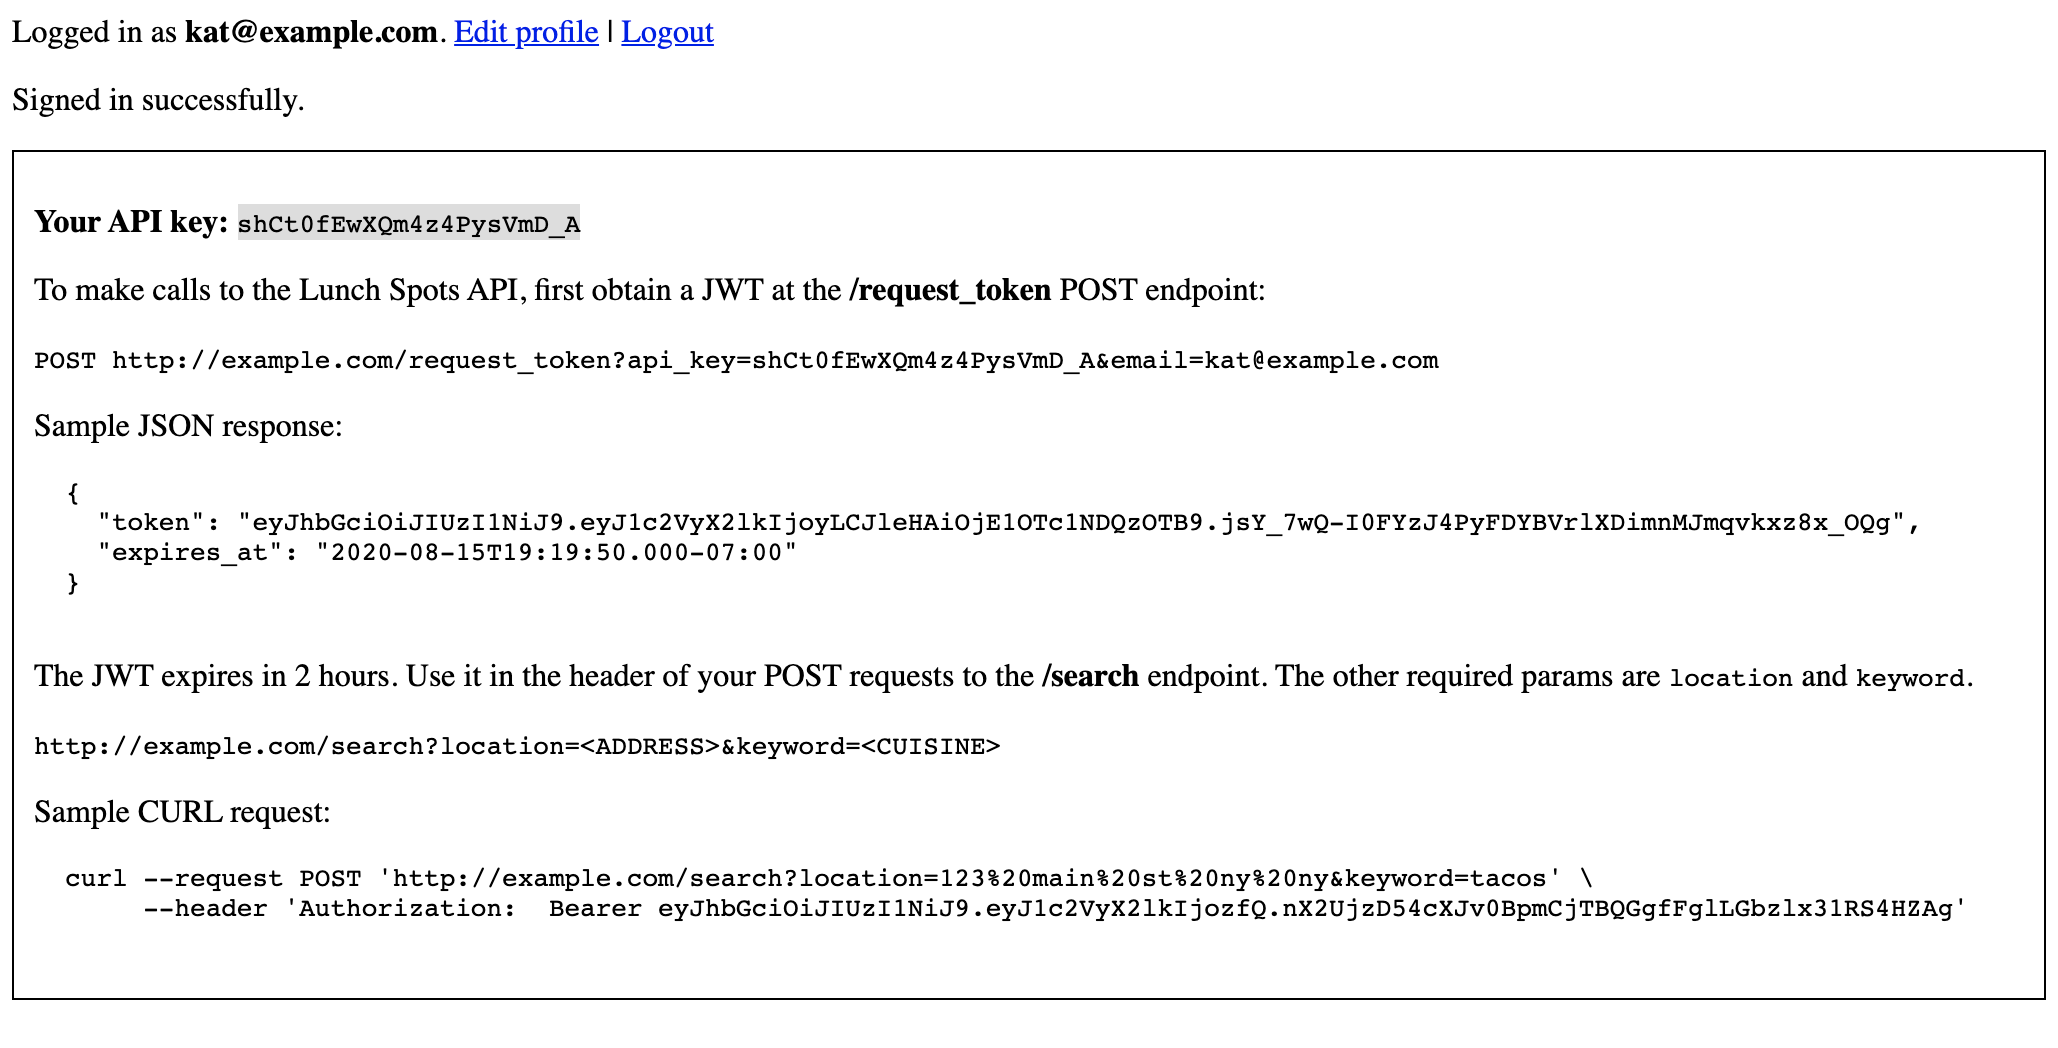 Logged in as kat@example.com. Edit profile | Logout
Signed in successfully.
Your API key: shCt0fEwXQm4z4PysVmD_A
To make calls to the Lunch Spots API, first obtain a JWT at the /request_token POST endpoint:
POST http://example.com/request_token?api_key=shCt0fEwXQm4z4PysVmD_A&email=kat@example.com
Sample JSON response:
{
"token": "eyJhbGciOiJIUzI1NiJ9.eyJ1c2VyX2lkIjoyLCJleHAiOjE1OTc1NDQzOTB9.jsY_7wQ-I0FYzJ4PyFDYBVrlXDimnMJmqvkxz8x_OQg",
"expires_at": "2020-08-15T19:19:50.000-07:00"
}
The JWT expires in 2 hours. Use it in the header of your POST requests to the /search endpoint. The other required params are location and keyword.
http://example.com/search?location=<ADDRESS>&keyword=<CUISINE>
Sample CURL request:
curl --request POST 'http://example.com/search?location=123%20main%20st%20ny%20ny&keyword=tacos' \
--header 'Authorization:  Bearer eyJhbGciOiJIUzI1NiJ9.eyJ1c2VyX2lkIjozfQ.nX2UjzD54cXJv0BpmCjTBQGgfFglLGbzlx31RS4HZAg'